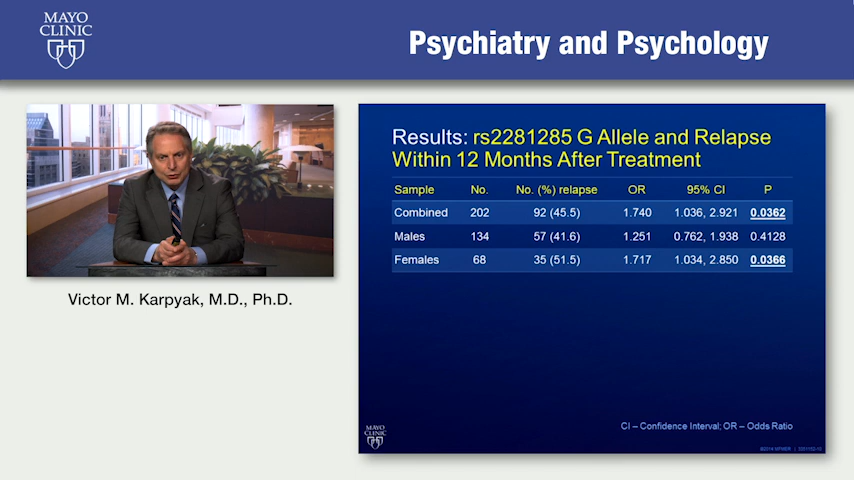 MAYO
CLINIC
Psychiatry and Psychology
Results: rs2281285 G Allele and Relapse
Within 12 Months After Treatment
Sample No. No. (%) relapse OR 95% CI P
Combined 202 92 (45.5) 1.740 1.036, 2.921 0.0362
Males 134 57 (41.6) 1.251 0.762, 1.938 0.4128
Females 68 35 (51.5) 1.717 1.034, 2.850 0.0366
Victor M. Karpyak, M.D., Ph.D.
CI – Confidence Interval; OR – Odds Ratio
MAYO
CLINIC